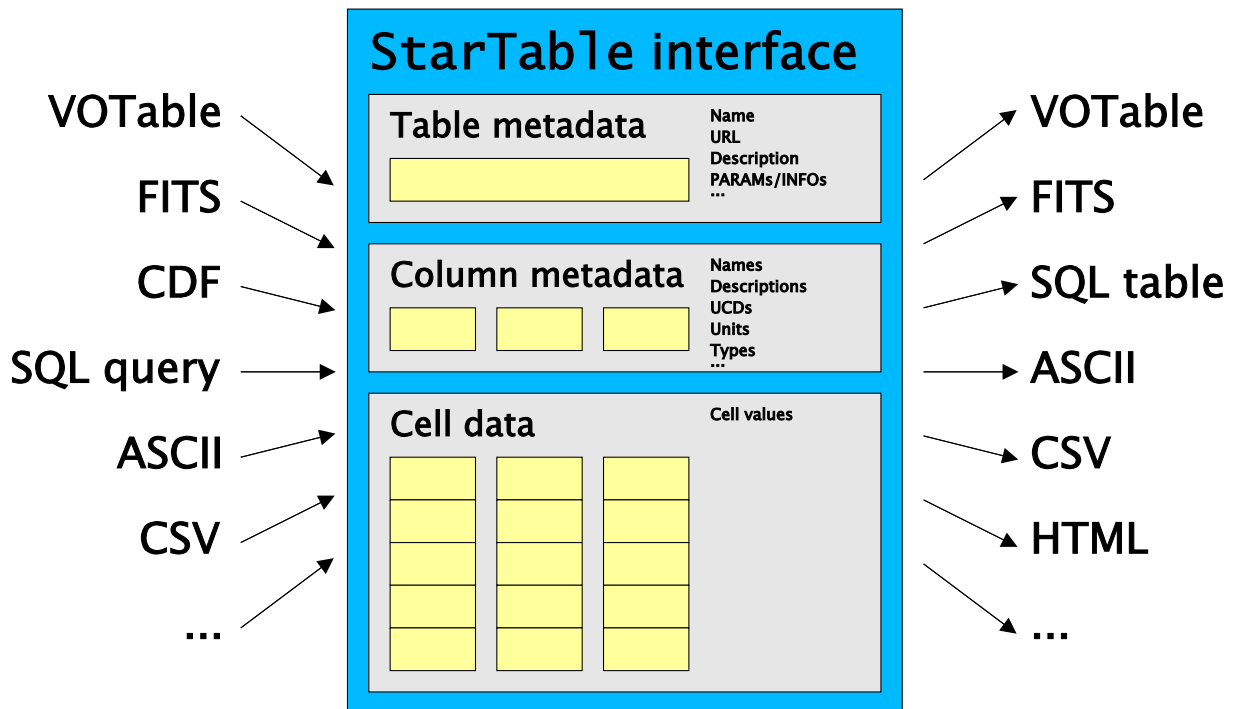 StarTable interface
VOTable
FITS
CDF
SQL query
ASCII
CSV
...
Table metadata
Name
URL
Description
PARAMs/INFOs
...
Column metadata
Names
Descriptions
UCDs
Units
Types
...
Cell data
Cell values
VOTable
FITS
SQL table
ASCII
CSV
HTML
...